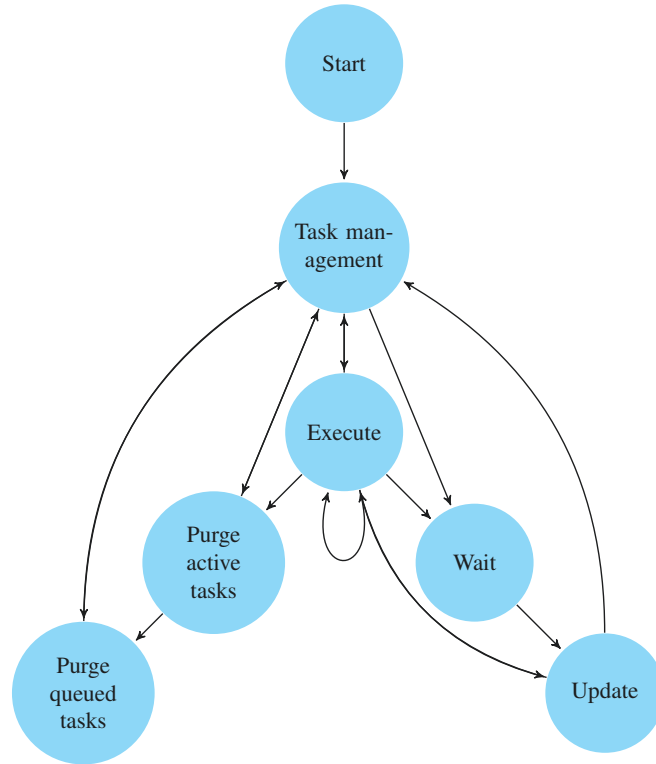 Start
Task man-
agement
Execute
Purge
active
tasks
Wait
Purge
queued
tasks
Update